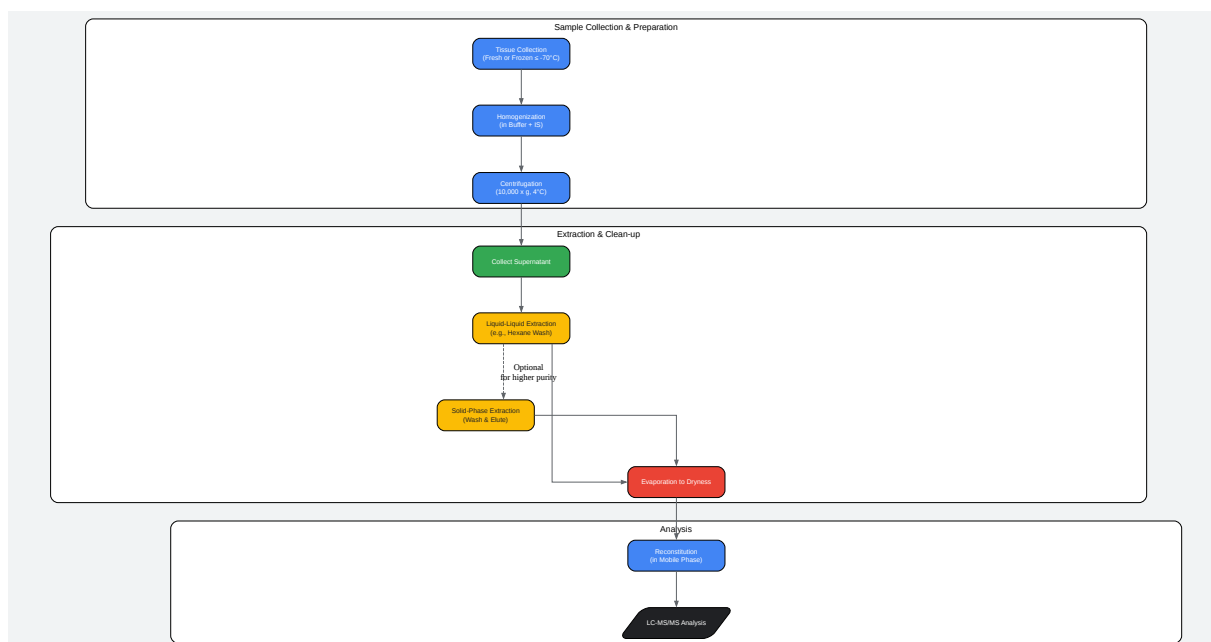 Sample Collection & Preparation
Tissue Collection
(Fresh or Frozen ≤ -70°C)
Homogenization
(in Buffer + IS)
Centrifugation
(10,000 x g, 4°C)
Extraction & Clean-up
Collect Supernatant
Liquid-Liquid Extraction
(e.g., Hexane Wash)
Optional
for higher purity
Solid-Phase Extraction
(Wash & Elute)
Evaporation to Dryness
Analysis
Reconstitution
(in Mobile Phase)
LC-MS/MS Analysis